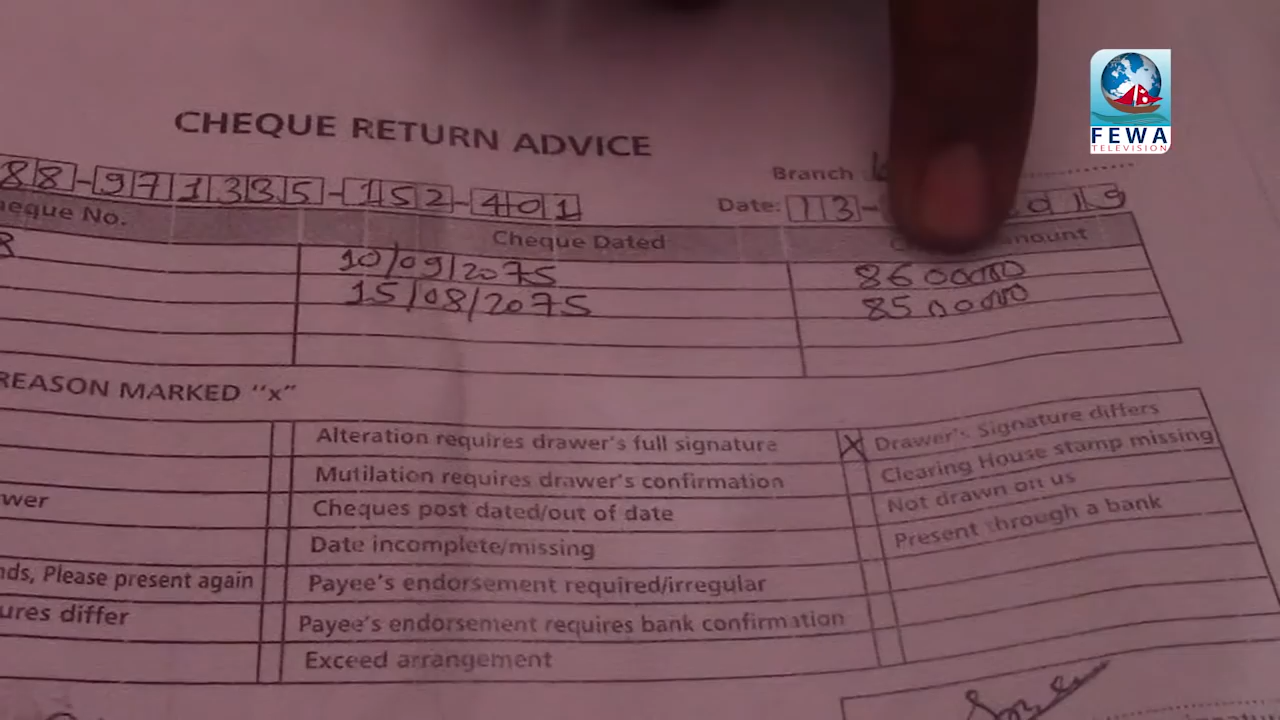 FEWA
TELEVISION
CHEQUE RETURN ADVICE
Branch
88-971335-152-401
Date: 13- 2019
Cheque No. Cheque Dated Amount
10/09/2075 8600000
15/08/2075 8500000
REASON MARKED "x"
Alteration requires drawer's full signature X Drawer's Signature differs
Mutilation requires drawer's confirmation Clearing House stamp missing
Cheques post dated/out of date Not drawn on us
Date incomplete/missing Present through a bank
nds, Please present again Payee's endorsement required/irregular
ures differ Payee's endorsement requires bank confirmation
Exceed arrangement